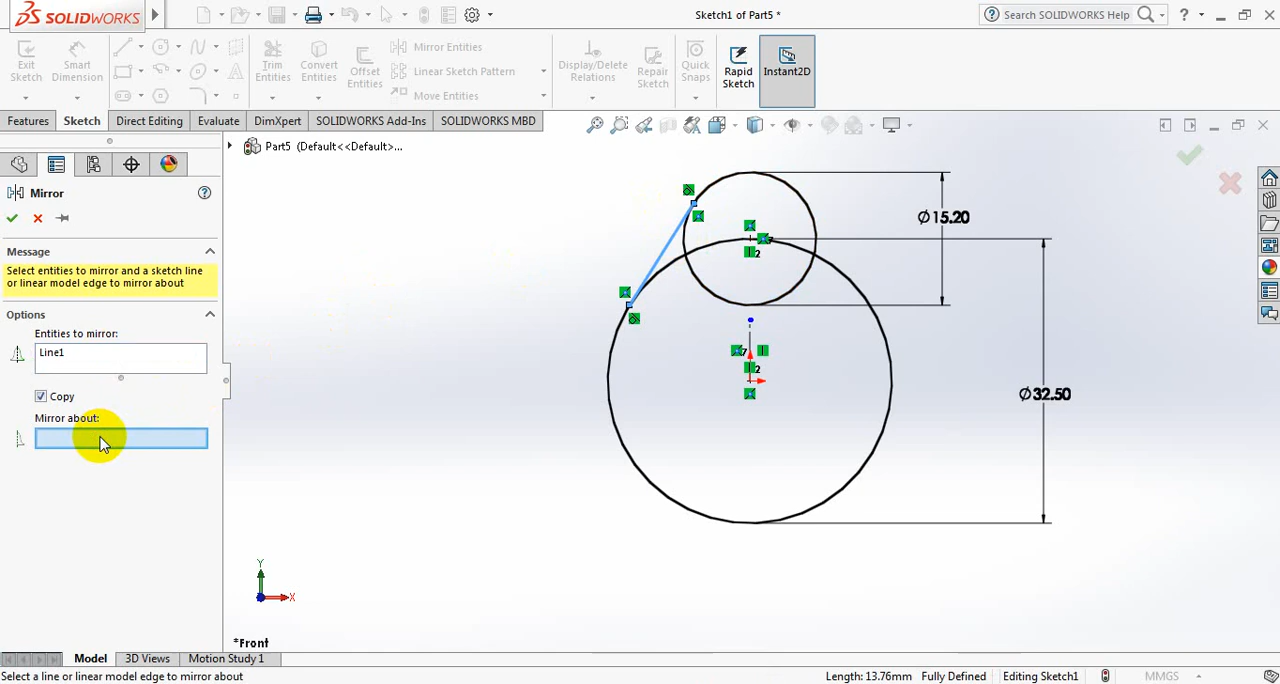 SOLIDWORKS
Sketch1 of Part5 *
Search SOLIDWORKS Help
?
Exit Sketch
Smart Dimension
Trim Entities
Convert Entities
Offset Entities
Mirror Entities
Linear Sketch Pattern
Move Entities
Display/Delete Relations
Repair Sketch
Quick Snaps
Rapid Sketch
Instant2D
Features
Sketch
Direct Editing
Evaluate
DimXpert
SOLIDWORKS Add-Ins
SOLIDWORKS MBD
Part5 (Default<<Default>...
Mirror
?
Message
Select entities to mirror and a sketch line
or linear model edge to mirror about
Options
Entities to mirror:
Line1
Copy
Mirror about:
Ø15.20
Ø32.50
7
2
7
2
Y
X
*Front
Model
3D Views
Motion Study 1
Select a line or linear model edge to mirror about
Length: 13.76mm
Fully Defined
Editing Sketch1
MMGS